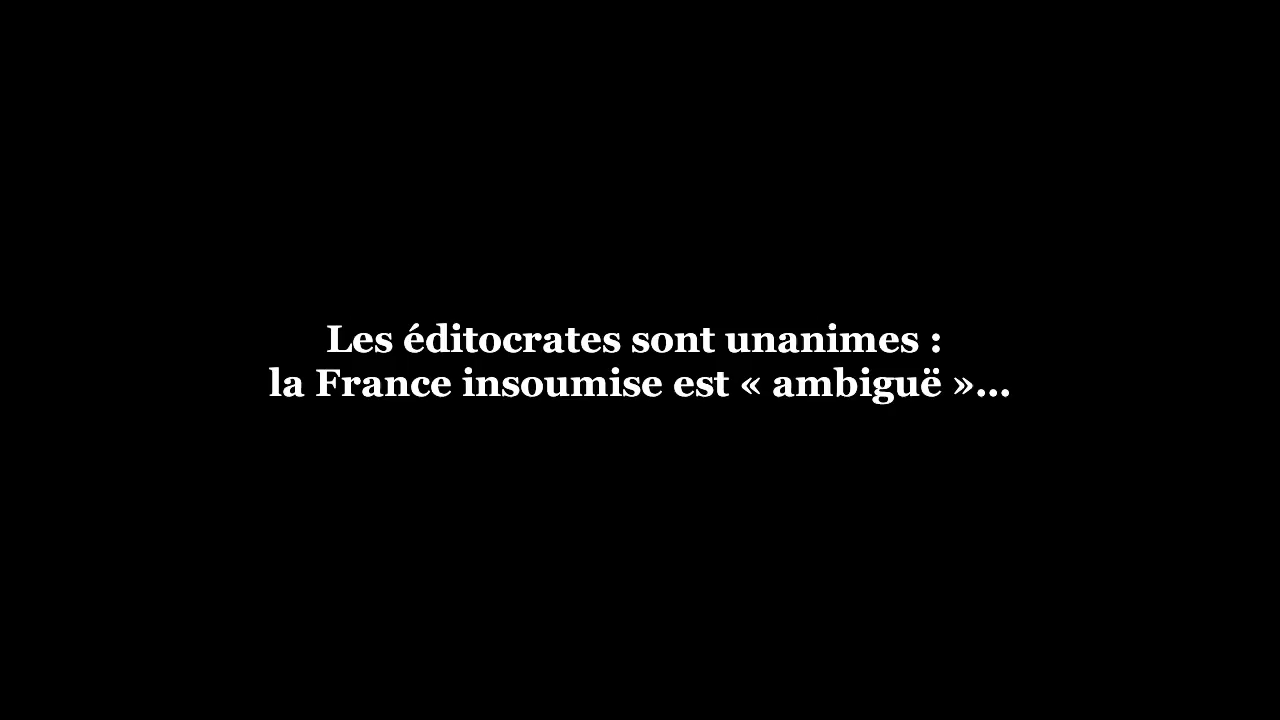 Les éditocrates sont unanimes :
la France insoumise est « ambiguë »...